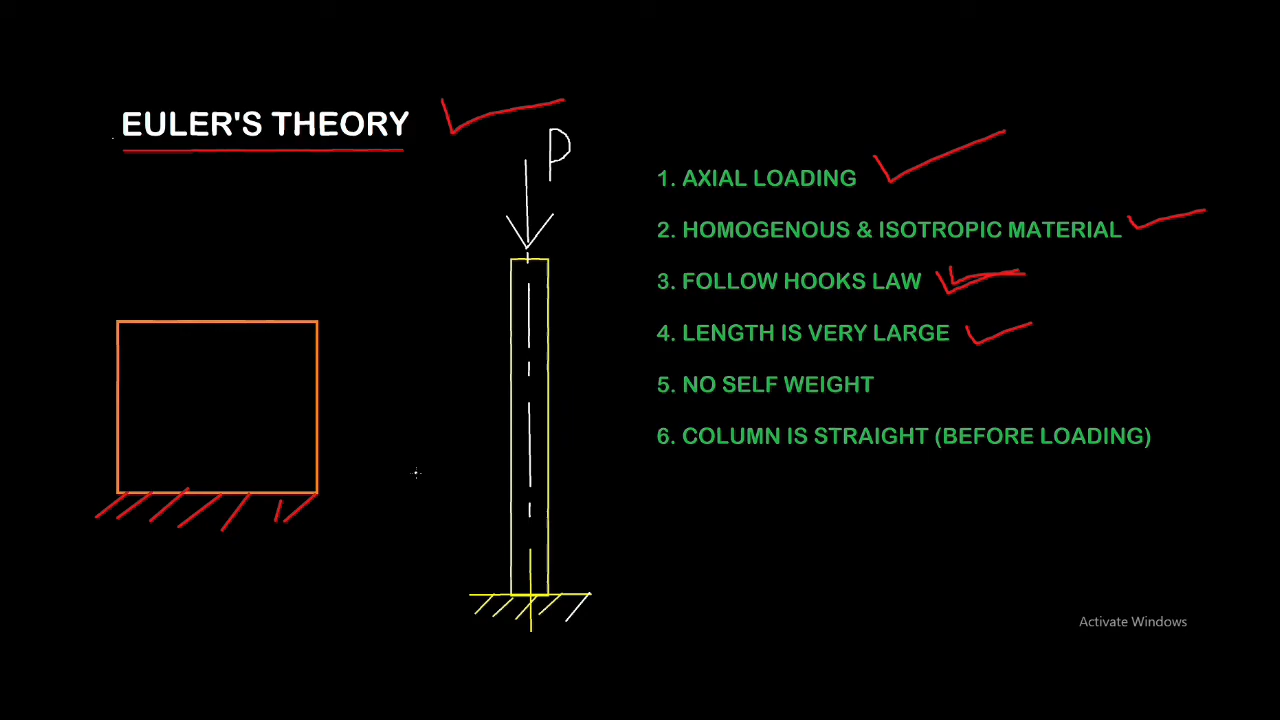 EULER'S THEORY
P
1. AXIAL LOADING
2. HOMOGENOUS & ISOTROPIC MATERIAL
3. FOLLOW HOOKS LAW
4. LENGTH IS VERY LARGE
5. NO SELF WEIGHT
6. COLUMN IS STRAIGHT (BEFORE LOADING)
Activate Windows